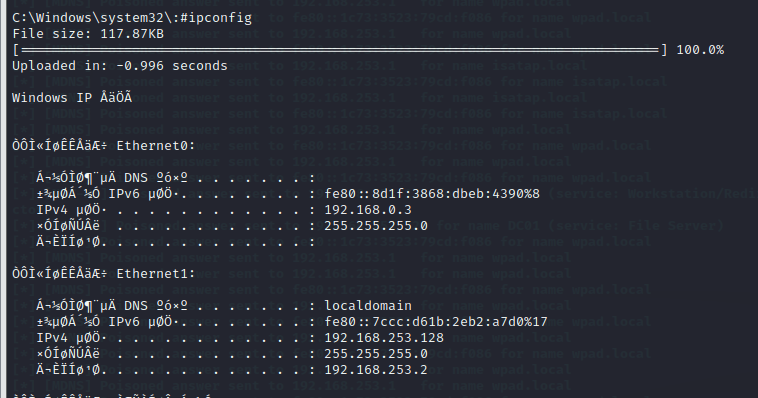 C:\Windows\system32\:#ipconfig
File size: 117.87KB
[==================================================================================] 100.0%
Uploaded in: -0.996 seconds
Windows IP ÅäÖÃ
ÒÔÌ«ÍøÊÊÅäÆ÷ Ethernet0:
Á¬½ÓÌØ¶¨µÄ DNS ºó×º . . . . . . . :
±¾µØÁ´½Ó IPv6 µØÖ·. . . . . . . . : fe80::8d1f:3868:dbeb:4390%8
IPv4 µØÖ· . . . . . . . . . . . . : 192.168.0.3
×ÓÍøÑÚÂë  . . . . . . . . . . . . : 255.255.255.0
Ä¬ÈÏÍø¹Ø. . . . . . . . . . . . . :
ÒÔÌ«ÍøÊÊÅäÆ÷ Ethernet1:
Á¬½ÓÌØ¶¨µÄ DNS ºó×º . . . . . . . : localdomain
±¾µØÁ´½Ó IPv6 µØÖ·. . . . . . . . : fe80::7ccc:d61b:2eb2:a7d0%17
IPv4 µØÖ· . . . . . . . . . . . . : 192.168.253.128
×ÓÍøÑÚÂë  . . . . . . . . . . . . : 255.255.255.0
Ä¬ÈÏÍø¹Ø. . . . . . . . . . . . . : 192.168.253.2